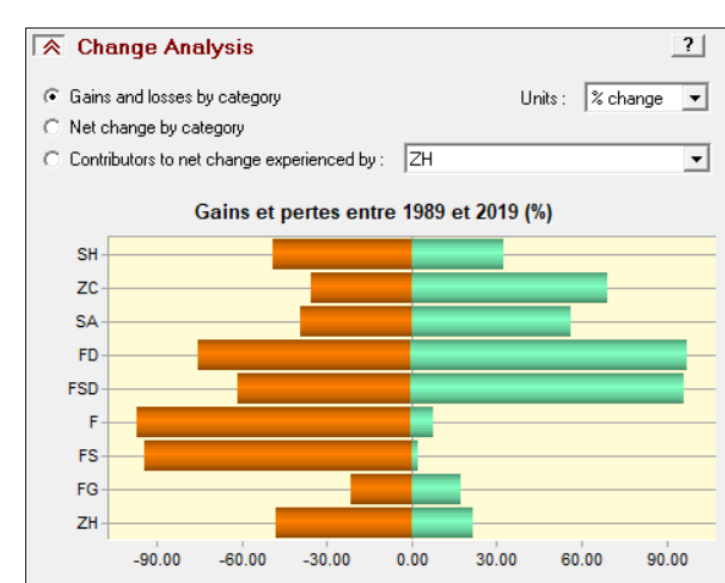 Change Analysis
?
Gains and losses by category
Units :
% change
Net change by category
Contributors to net change experienced by :
ZH
Gains et pertes entre 1989 et 2019 (%)
SH
ZC
SA
FD
FSD
F
FS
FG
ZH
-90.00 -60.00 -30.00 0.00 30.00 60.00 90.00